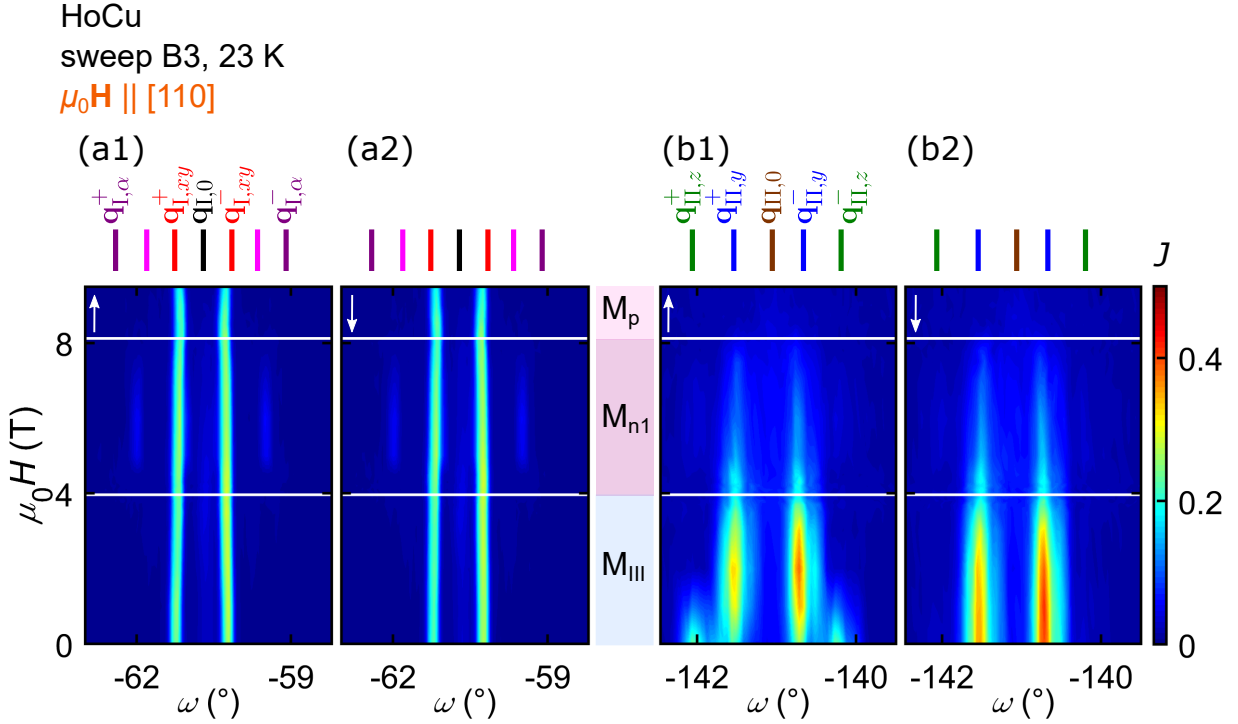 HoCu
sweep B3, 23 K
μ₀H || [110]
(a1)
(a2)
(b1)
(b2)
q⁺I,α
q⁺I,xy
qI,0
q⁻I,xy
q⁻I,α
q⁺II,z
q⁺II,y
qIII,0
q⁻II,y
q⁻II,z
J
μ₀H (T)
8
4
0
Mp
Mn1
MIII
0.4
0.2
0
-62 -59
-62 -59
-142 -140
-142 -140
ω (°)
ω (°)
ω (°)
ω (°)